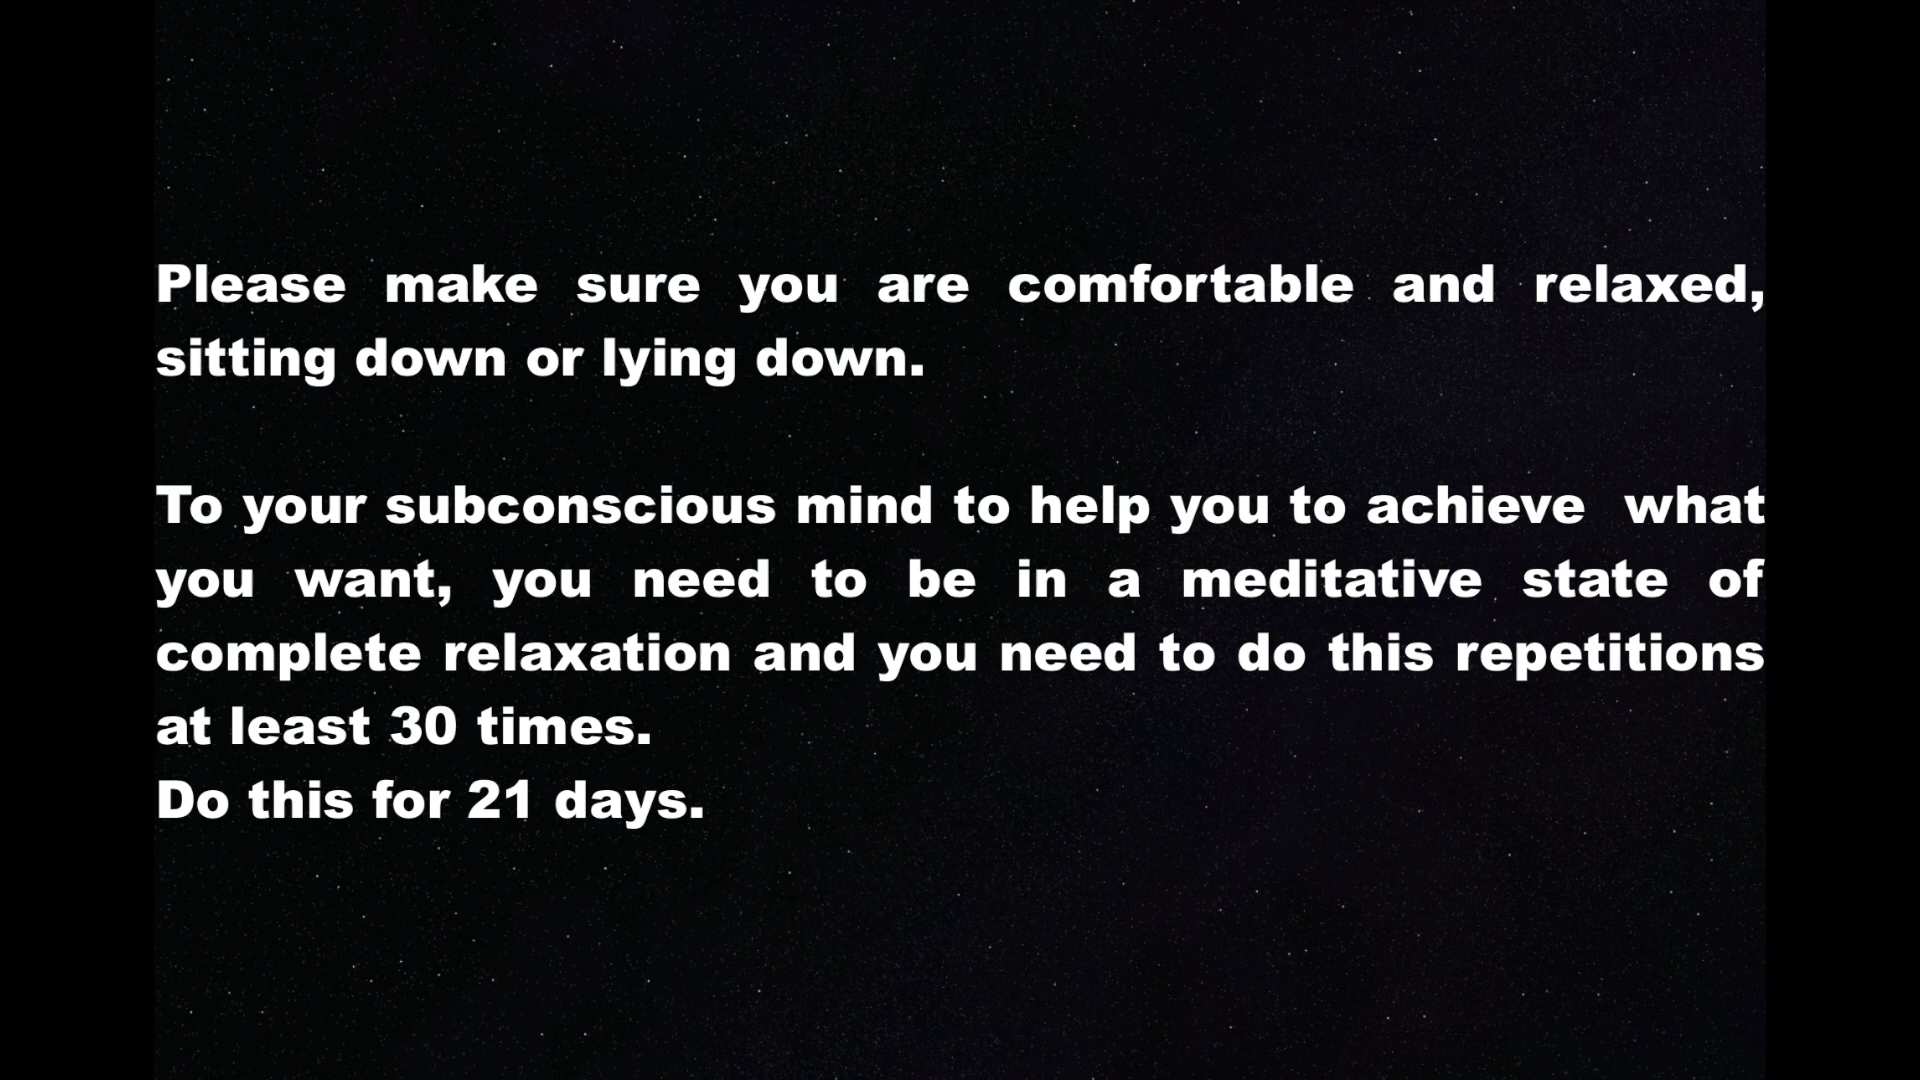 Please make sure you are comfortable and relaxed,
sitting down or lying down.
To your subconscious mind to help you to achieve what
you want, you need to be in a meditative state of
complete relaxation and you need to do this repetitions
at least 30 times.
Do this for 21 days.